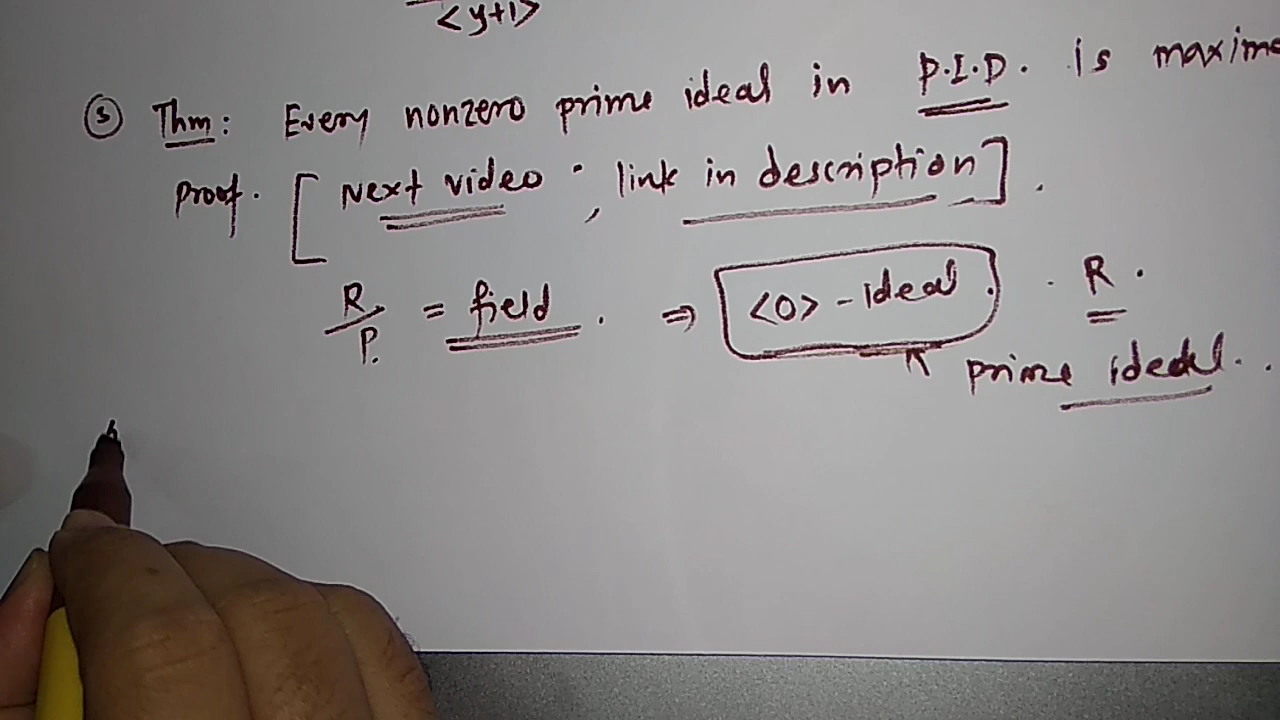 <y+1>
③ Thm: Every nonzero prime ideal in P.I.D. is maxima
Proof. [Next video ; link in description].
R/P. = field. ⇒ <0> - ideal. R.
prime ideal..